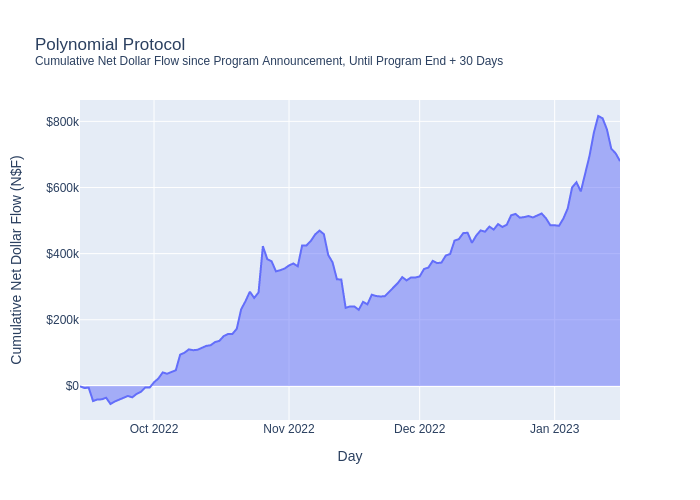 Polynomial Protocol
Cumulative Net Dollar Flow since Program Announcement, Until Program End + 30 Days
Cumulative Net Dollar Flow (N$F)
$800k
$600k
$400k
$200k
$0
Oct 2022
Nov 2022
Dec 2022
Jan 2023
Day